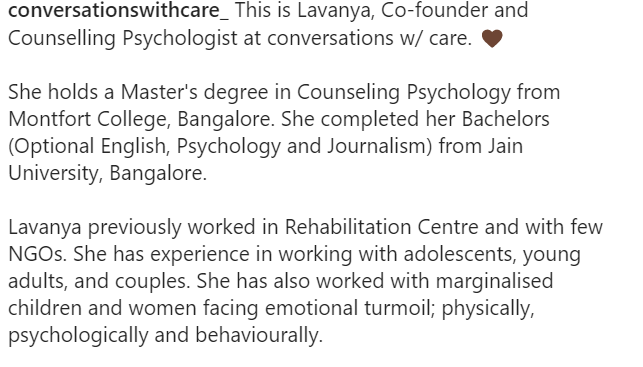 conversationswithcare_ This is Lavanya, Co-founder and
Counselling Psychologist at conversations w/ care. 🤎
She holds a Master's degree in Counseling Psychology from
Montfort College, Bangalore. She completed her Bachelors
(Optional English, Psychology and Journalism) from Jain
University, Bangalore.
Lavanya previously worked in Rehabilitation Centre and with few
NGOs. She has experience in working with adolescents, young
adults, and couples. She has also worked with marginalised
children and women facing emotional turmoil; physically,
psychologically and behaviourally.